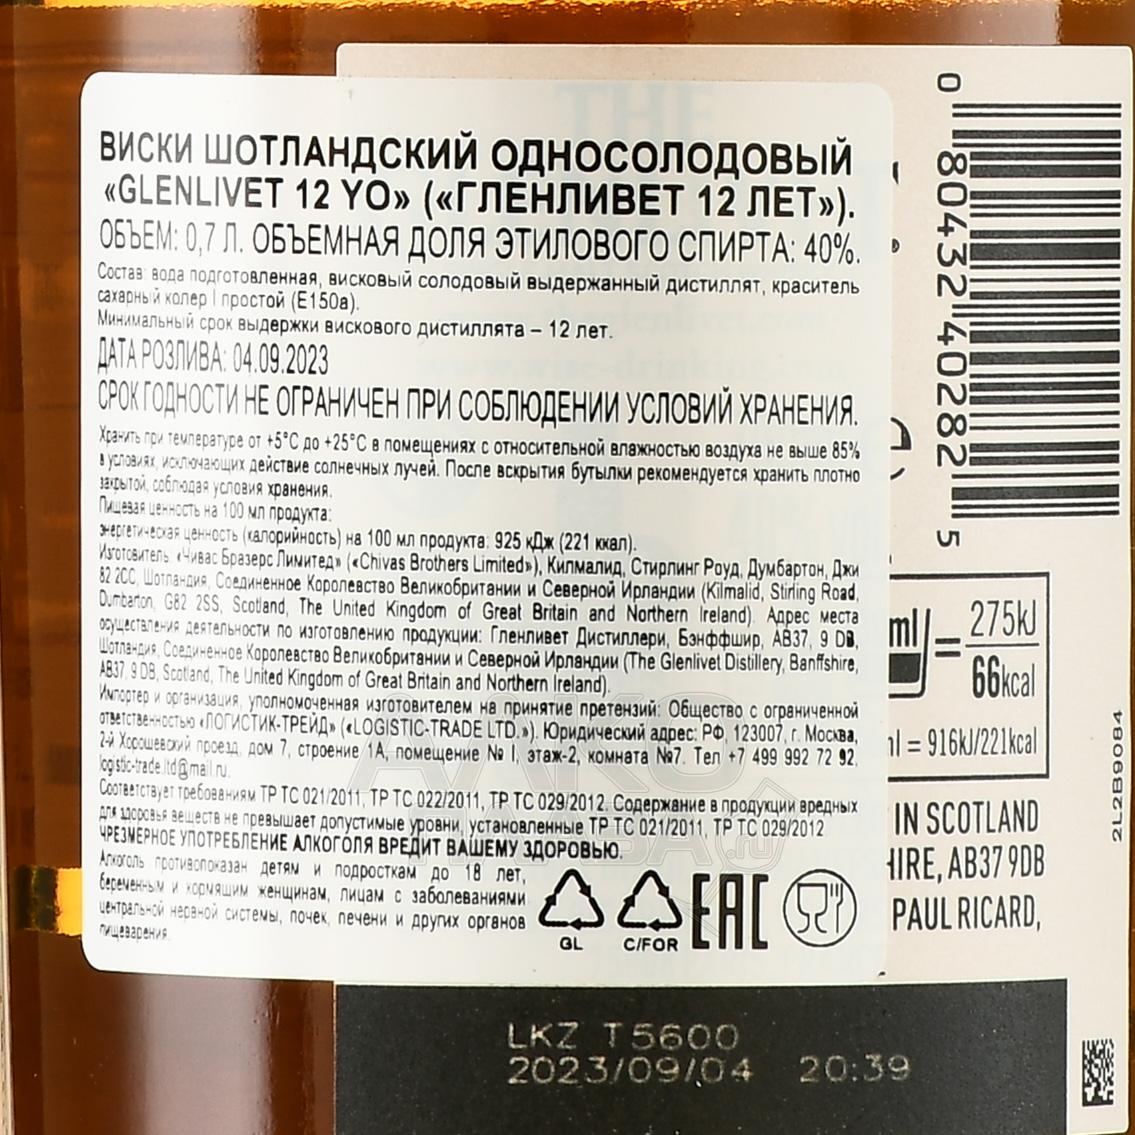 ВИСКИ ШОТЛАНДСКИЙ ОДНОСОЛОДОВЫЙ
«GLENLIVET 12 YO» («ГЛЕНЛИВЕТ 12 ЛЕТ»).
ОБЪЕМ: 0,7 Л. ОБЪЕМНАЯ ДОЛЯ ЭТИЛОВОГО СПИРТА: 40%.
Состав: вода подготовленная, висковый солодовый выдержанный дистиллят, краситель
сахарный колер I простой (E150a).
Минимальный срок выдержки вискового дистиллята – 12 лет.
ДАТА РОЗЛИВА: 04.09.2023
СРОК ГОДНОСТИ НЕ ОГРАНИЧЕН ПРИ СОБЛЮДЕНИИ УСЛОВИЙ ХРАНЕНИЯ.
Хранить при температуре от +5°C до +25°C в помещениях с относительной влажностью воздуха не выше 85%
в условиях, исключающих действие солнечных лучей. После вскрытия бутылки рекомендуется хранить плотно
закрытой, соблюдая условия хранения.
Пищевая ценность на 100 мл продукта:
энергетическая ценность (калорийность) на 100 мл продукта: 925 кДж (221 ккал).
Изготовитель: «Чивас Бразерс Лимитед» («Chivas Brothers Limited»), Килмалид, Стирлинг Роуд, Думбартон, Джи
82 2СС, Шотландия, Соединенное Королевство Великобритании и Северной Ирландии (Kilmalid, Stirling Road,
Dumbarton, G82 2SS, Scotland, The United Kingdom of Great Britain and Northern Ireland). Адрес места
осуществления деятельности по изготовлению продукции: Гленливет Дистиллери, Бэнффшир, AB37, 9 DB,
Шотландия, Соединенное Королевство Великобритании и Северной Ирландии (The Glenlivet Distillery, Banffshire,
AB37, 9 DB, Scotland, The United Kingdom of Great Britain and Northern Ireland).
Импортер и организация, уполномоченная изготовителем на принятие претензий: Общество с ограниченной
ответственностью «ЛОГИСТИК-ТРЕЙД» («LOGISTIC-TRADE LTD.»). Юридический адрес: РФ, 123007, г. Москва,
2-й Хорошевский проезд, дом 7, строение 1А, помещение № I, этаж-2, комната №7. Тел +7 499 992 72 92,
logistic-trade.ltd@mail.ru.
Соответствует требованиям ТР ТС 021/2011, ТР ТС 022/2011, ТР ТС 029/2012. Содержание в продукции вредных
для здоровья веществ не превышает допустимые уровни, установленные ТР ТС 021/2011, ТР ТС 029/2012.
ЧРЕЗМЕРНОЕ УПОТРЕБЛЕНИЕ АЛКОГОЛЯ ВРЕДИТ ВАШЕМУ ЗДОРОВЬЮ.
Алкоголь противопоказан детям и подросткам до 18 лет,
беременным и кормящим женщинам, лицам с заболеваниями
центральной нервной системы, почек, печени и других органов
пищеварения.
GL
C/FOR
EAC
0 80432 40282 5
ml = 275kJ
66kcal
= 916kJ/221kcal
IN SCOTLAND
HIRE, AB37 9DB
PAUL RICARD,
2L2B9084
LKZ T5600
2023/09/04 20:39
АЛКО
НАЛЬВА.ru